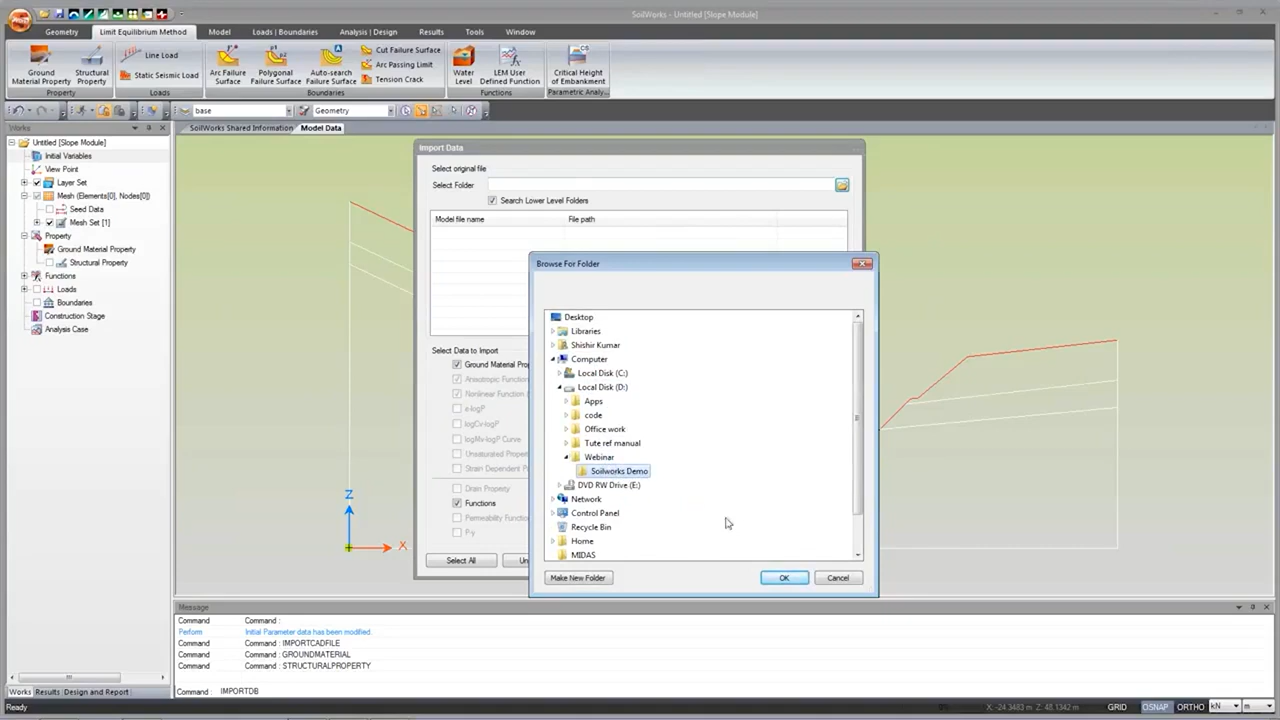 SoilWorks - Untitled [Slope Module]
Geometry
Limit Equilibrium Method
Model
Loads | Boundaries
Analysis | Design
Results
Tools
Window
Ground Material Property
Structural Property
Property
Line Load
Static Seismic Load
Loads
Arc Failure Surface
Polygonal Failure Surface
Auto-search Failure Surface
Cut Failure Surface
Arc Passing Limit
Tension Crack
Boundaries
Water Level
LEM User Defined Function
Functions
Critical Height of Embankment
Parametric Analy...
base
Geometry
Works
SoilWorks Shared Information
Model Data
Untitled [Slope Module]
Initial Variables
View Point
Layer Set
Mesh (Elements[0], Nodes[0])
Seed Data
Mesh Set [1]
Property
Ground Material Property
Structural Property
Functions
Loads
Boundaries
Construction Stage
Analysis Case
Z
X
Import Data
Select original file
Select Folder
Search Lower Level Folders
Model file name
File path
Select Data to Import
Ground Material Prop
Anisotropic Function
Nonlinear Function (
e-logP
logCv-logP
logMv-logP Curve
Unsaturated Propert
Strain Dependent P
Drain Property
Functions
Permeability Functio
P-y
Select All
Un
Browse For Folder
Desktop
Libraries
Shishir Kumar
Computer
Local Disk (C:)
Local Disk (D:)
Apps
code
Office work
Tute ref manual
Webinar
Soilworks Demo
DVD RW Drive (E:)
Network
Control Panel
Recycle Bin
Home
MIDAS
Make New Folder
OK
Cancel
Message
Command Command :
Perform Initial Parameter data has been modified.
Command Command : IMPORTCADFILE
Command Command : GROUNDMATERIAL
Command Command : STRUCTURALPROPERTY
Command : IMPORTDB
Works
Results
Design and Report
Ready
X: -24.3483 m Z: 48.1342 m
GRID
OSNAP
ORTHO
kN
m